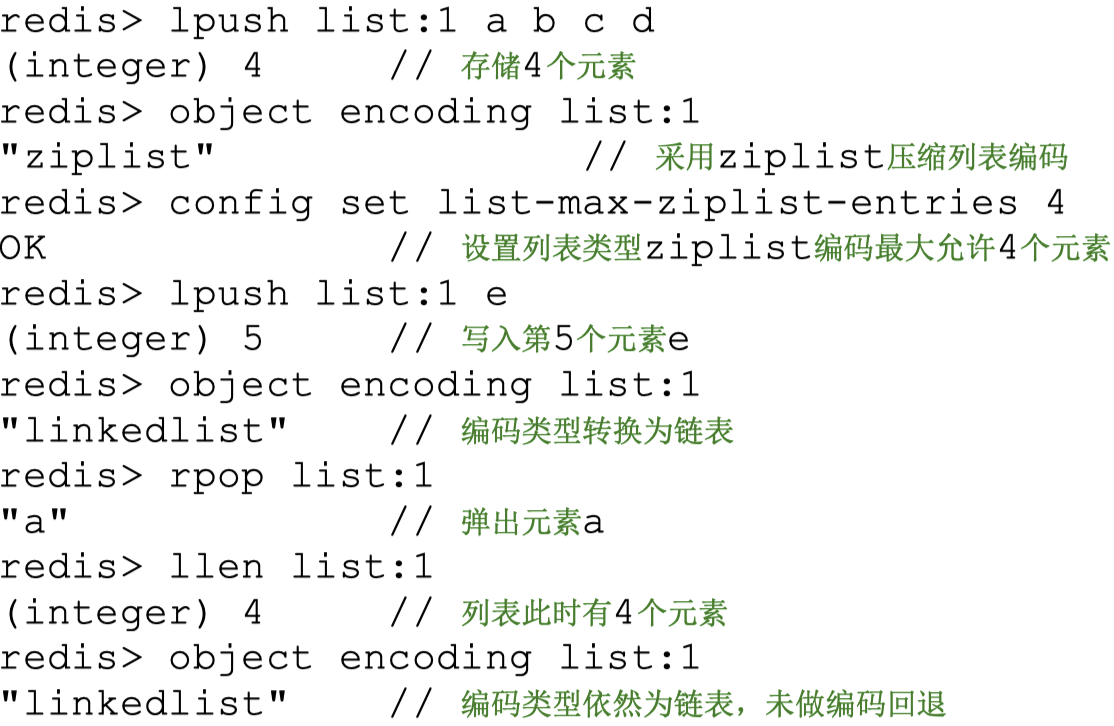 redis> lpush list:1 a b c d
(integer) 4 // 存储4个元素
redis> object encoding list:1
"ziplist" // 采用ziplist压缩列表编码
redis> config set list-max-ziplist-entries 4
OK // 设置列表类型ziplist编码最大允许4个元素
redis> lpush list:1 e
(integer) 5 // 写入第5个元素e
redis> object encoding list:1
"linkedlist" // 编码类型转换为链表
redis> rpop list:1
"a" // 弹出元素a
redis> llen list:1
(integer) 4 // 列表此时有4个元素
redis> object encoding list:1
"linkedlist" // 编码类型依然为链表，未做编码回退